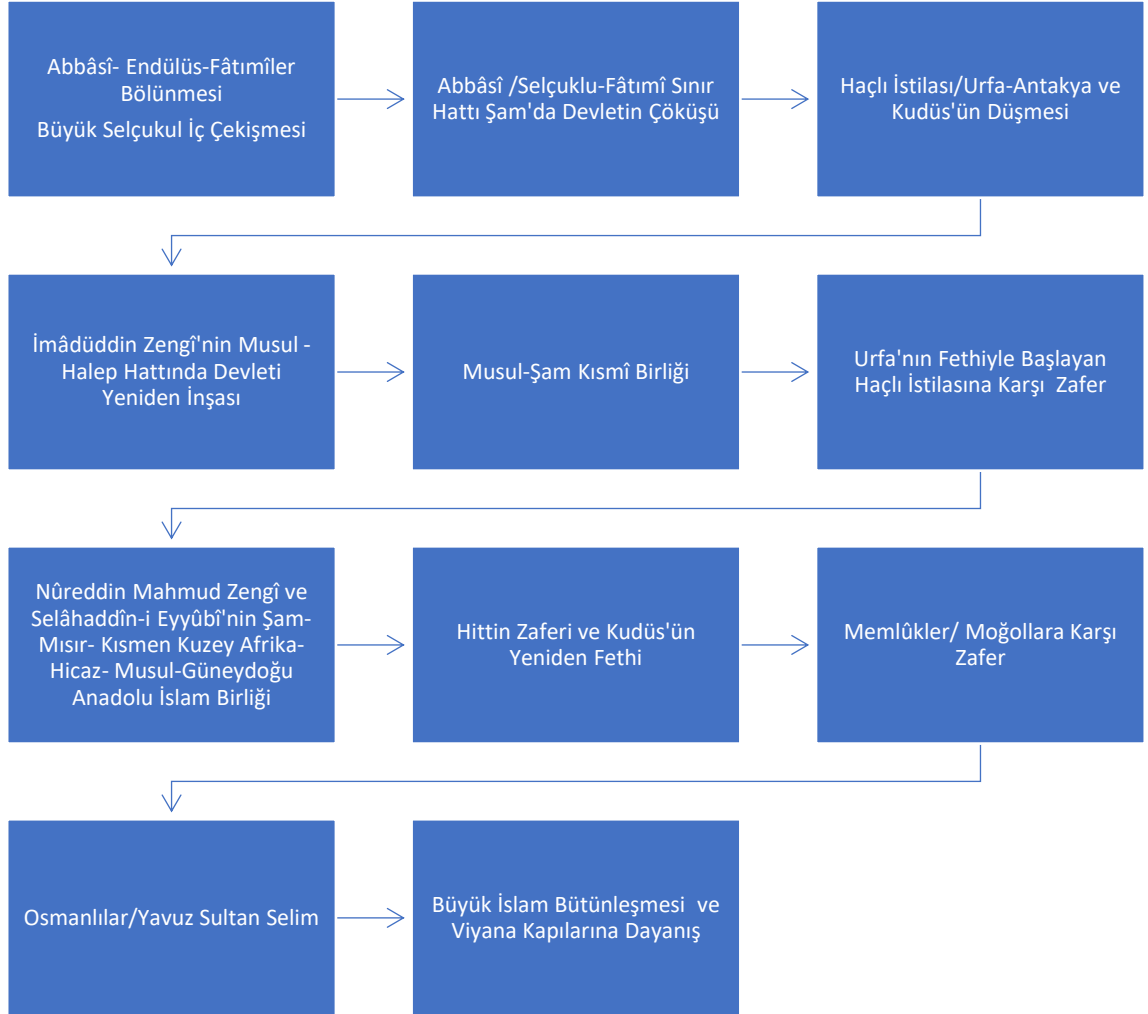 Abbâsî- Endülüs-Fâtımîler
Bölünmesi
Büyük Selçukul İç Çekişmesi
Abbâsî /Selçuklu-Fâtımî Sınır
Hattı Şam'da Devletin Çöküşü
Haçlı İstilası/Urfa-Antakya ve
Kudüs'ün Düşmesi
İmâdüddin Zengî'nin Musul -
Halep Hattında Devleti
Yeniden İnşası
Musul-Şam Kısmî Birliği
Urfa'nın Fethiyle Başlayan
Haçlı İstilasına Karşı Zafer
Nûreddin Mahmud Zengî ve
Selâhaddîn-i Eyyûbî'nin Şam-
Mısır- Kısmen Kuzey Afrika-
Hicaz- Musul-Güneydoğu
Anadolu İslam Birliği
Hittin Zaferi ve Kudüs'ün
Yeniden Fethi
Memlûkler/ Moğollara Karşı
Zafer
Osmanlılar/Yavuz Sultan Selim
Büyük İslam Bütünleşmesi ve
Viyana Kapılarına Dayanış